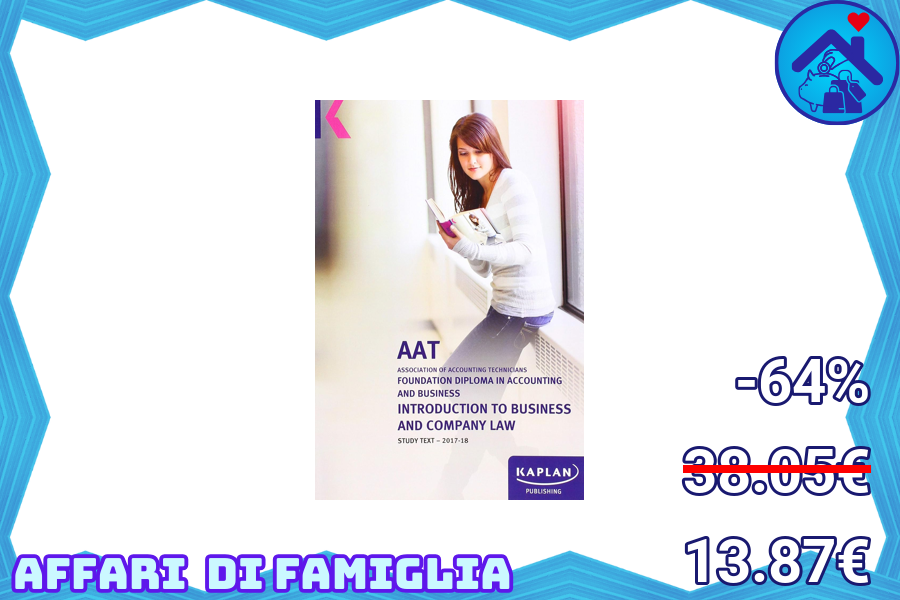 AAT
ASSOCIATION OF ACCOUNTING TECHNICIANS
FOUNDATION DIPLOMA IN ACCOUNTING
AND BUSINESS
INTRODUCTION TO BUSINESS
AND COMPANY LAW
STUDY TEXT – 2017-18
KAPLAN
PUBLISHING
-64%
38.05€
13.87€
AFFARI DI FAMIGLIA